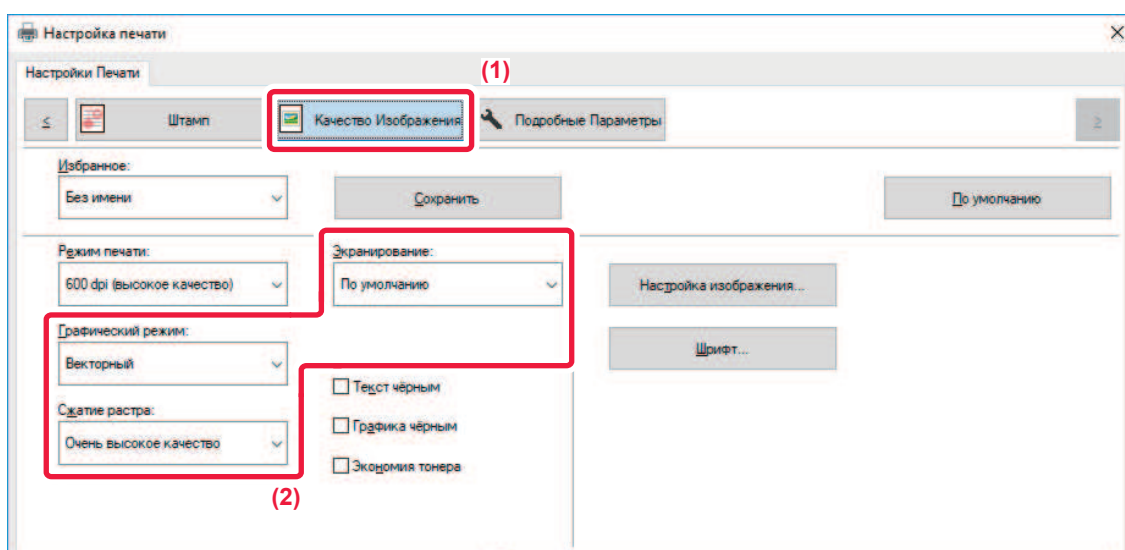 Настройка печати
Настройки Печати
(1)
<
Штамп
Качество Изображения
Подробные Параметры
>
Избранное:
Без имени
Сохранить
По умолчанию
Режим печати:
600 dpi (высокое качество)
Экранирование:
По умолчанию
Настройка изображения...
Графический режим:
Векторный
Шрифт...
Сжатие растра:
Очень высокое качество
Текст чёрным
Графика чёрным
Экономия тонера
(2)